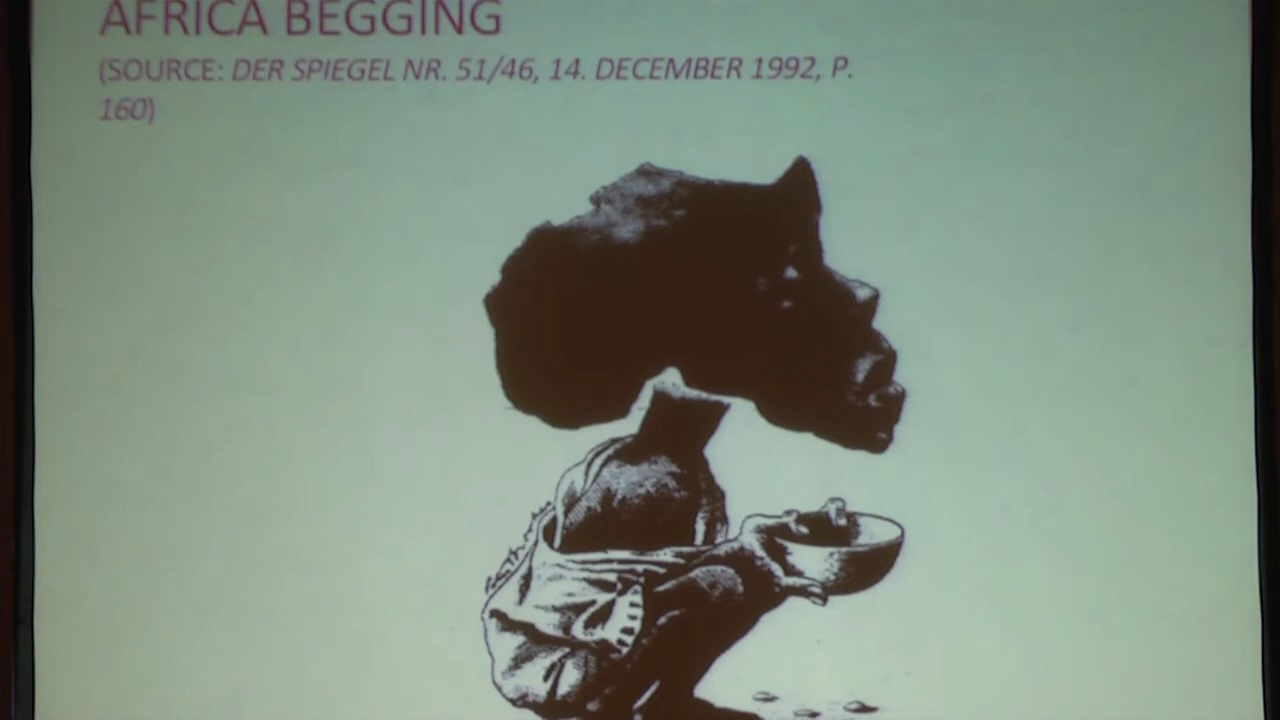 AFRICA BEGGING
(SOURCE: DER SPIEGEL NR. 51/46, 14. DECEMBER 1992, P.
160)